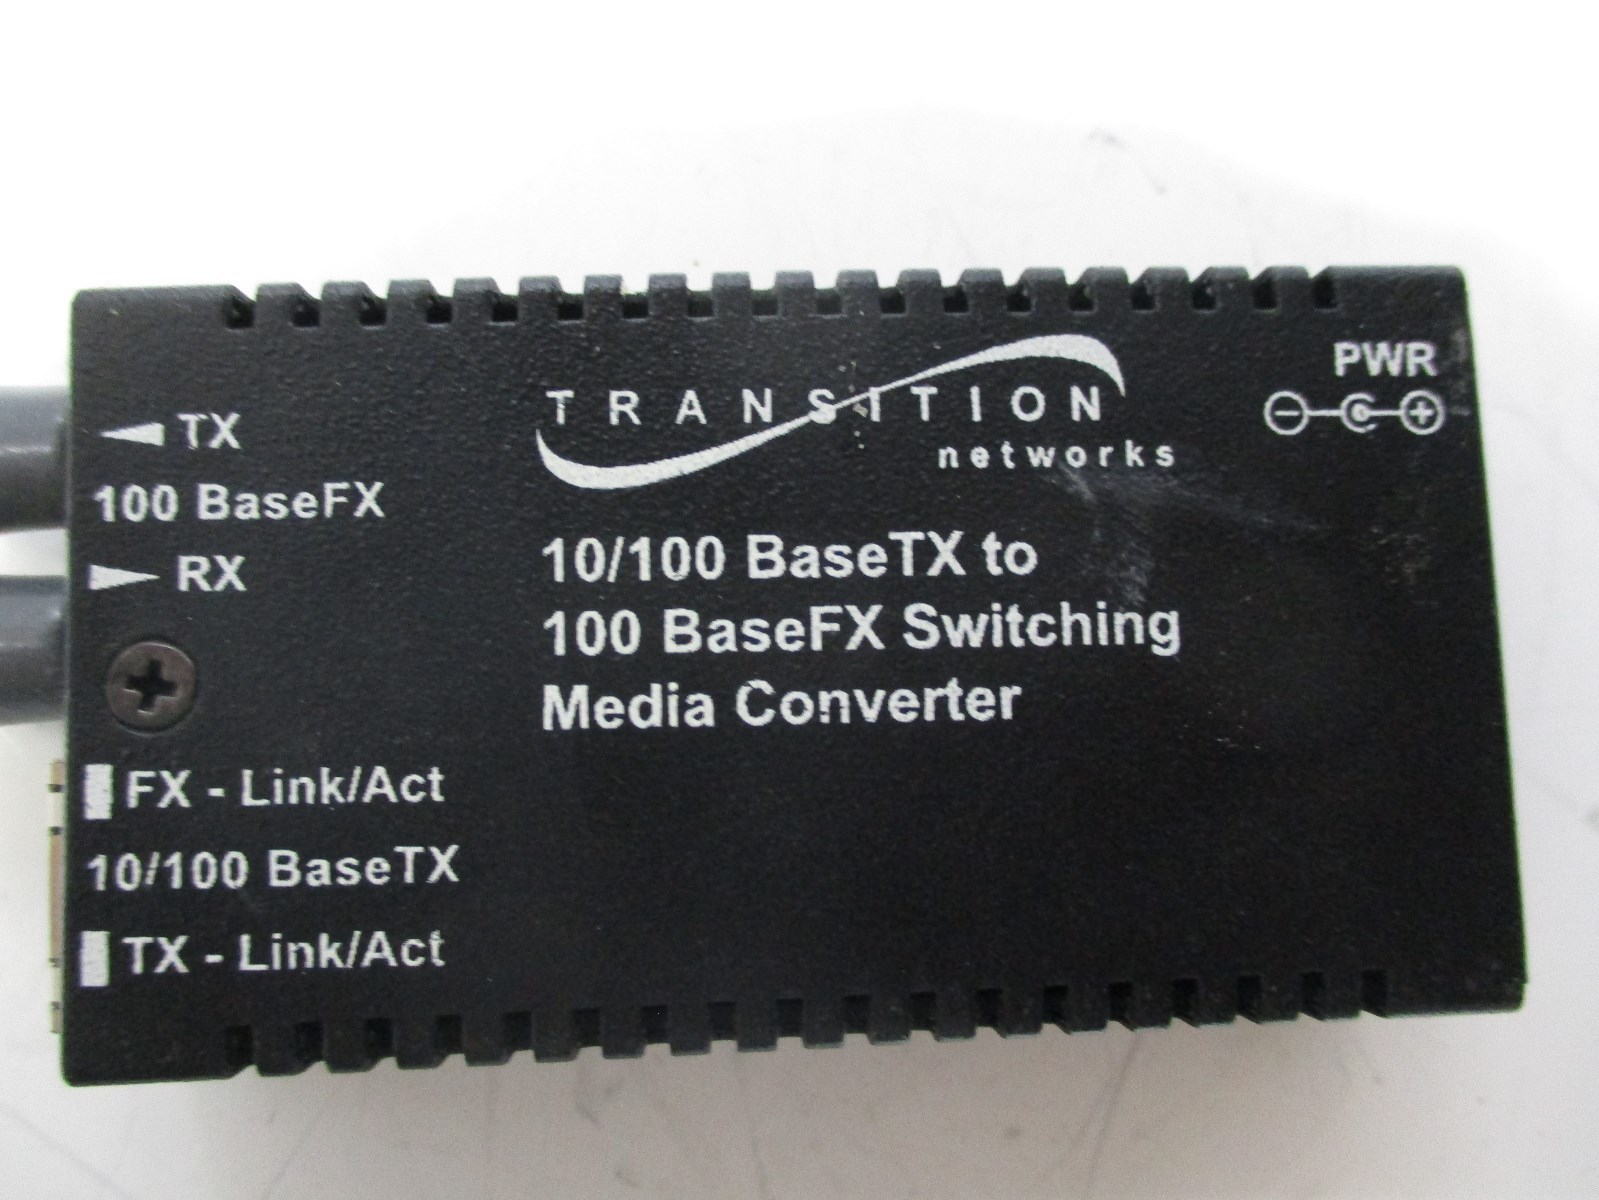 TRANSITION
networks
PWR
TX
100 BaseFX
RX
10/100 BaseTX to
100 BaseFX Switching
Media Converter
FX - Link/Act
10/100 BaseTX
TX - Link/Act